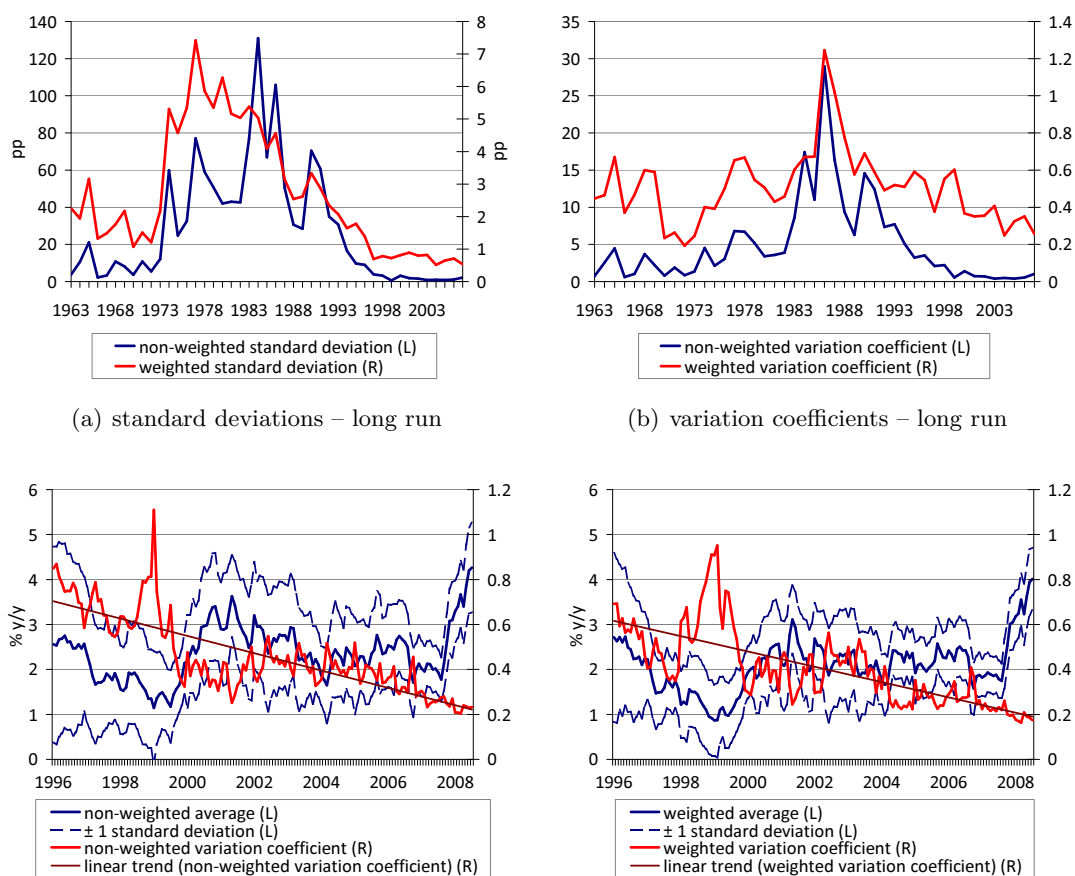 140
120
100
80
60
40
20
0
pp
8
7
6
5
4
3
2
1
0
pp
1963 1968 1973 1978 1983 1988 1993 1998 2003
non-weighted standard deviation (L)
weighted standard deviation (R)
(a) standard deviations – long run
35
30
25
20
15
10
5
0
1.4
1.2
1
0.8
0.6
0.4
0.2
0
1963 1968 1973 1978 1983 1988 1993 1998 2003
non-weighted variation coefficient (L)
weighted variation coefficient (R)
(b) variation coefficients – long run
6
5
4
3
2
1
0
% y/y
1.2
1
0.8
0.6
0.4
0.2
0
1996 1998 2000 2002 2004 2006 2008
non-weighted average (L)
± 1 standard deviation (L)
non-weighted variation coefficient (R)
linear trend (non-weighted variation coefficient) (R)
6
5
4
3
2
1
0
% y/y
1.2
1
0.8
0.6
0.4
0.2
0
1996 1998 2000 2002 2004 2006 2008
weighted average (L)
± 1 standard deviation (L)
weighted variation coefficient (R)
linear trend (weighted variation coefficient) (R)